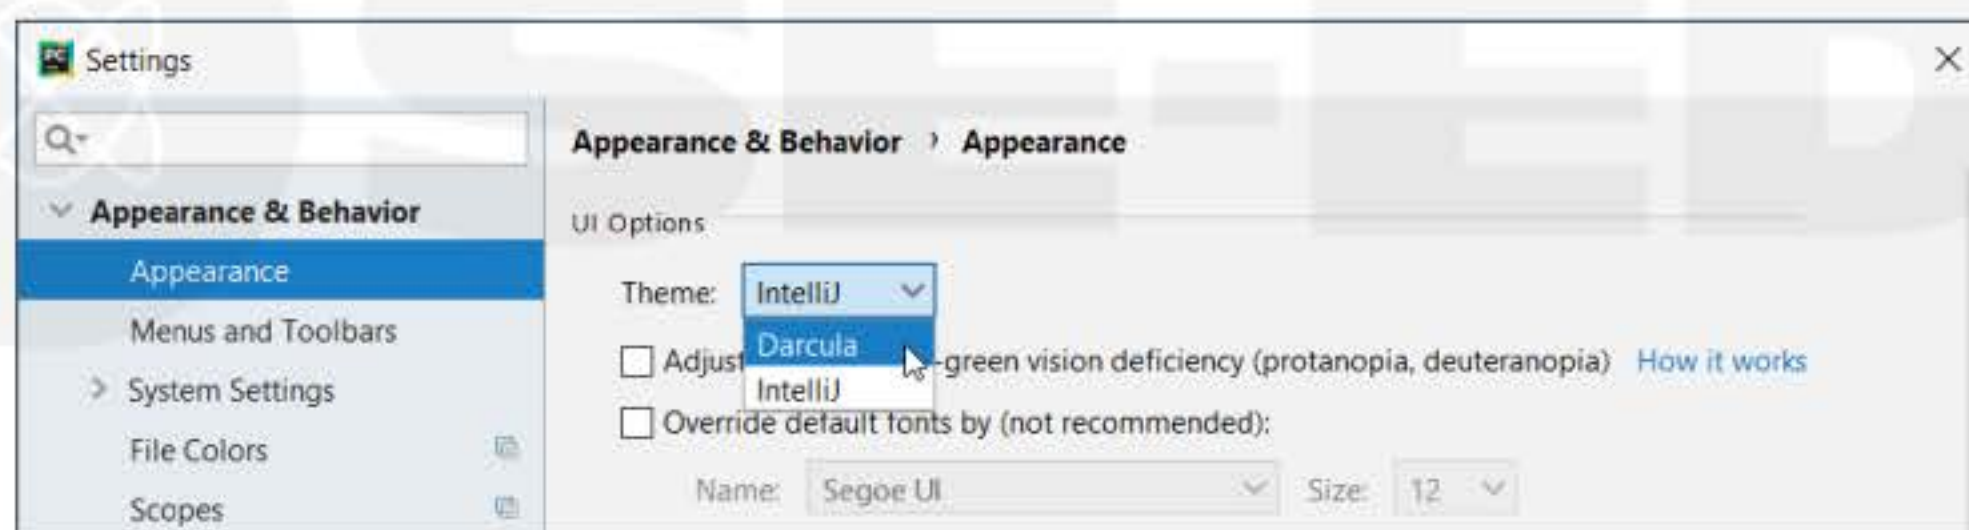 PC Settings
Appearance & Behavior › Appearance
Appearance & Behavior
UI Options
Appearance
Theme: IntelliJ
Menus and Toolbars
Darcula
Adjust -green vision deficiency (protanopia, deuteranopia) How it works
System Settings
IntelliJ
Override default fonts by (not recommended):
File Colors
Name: Segoe UI Size: 12
Scopes